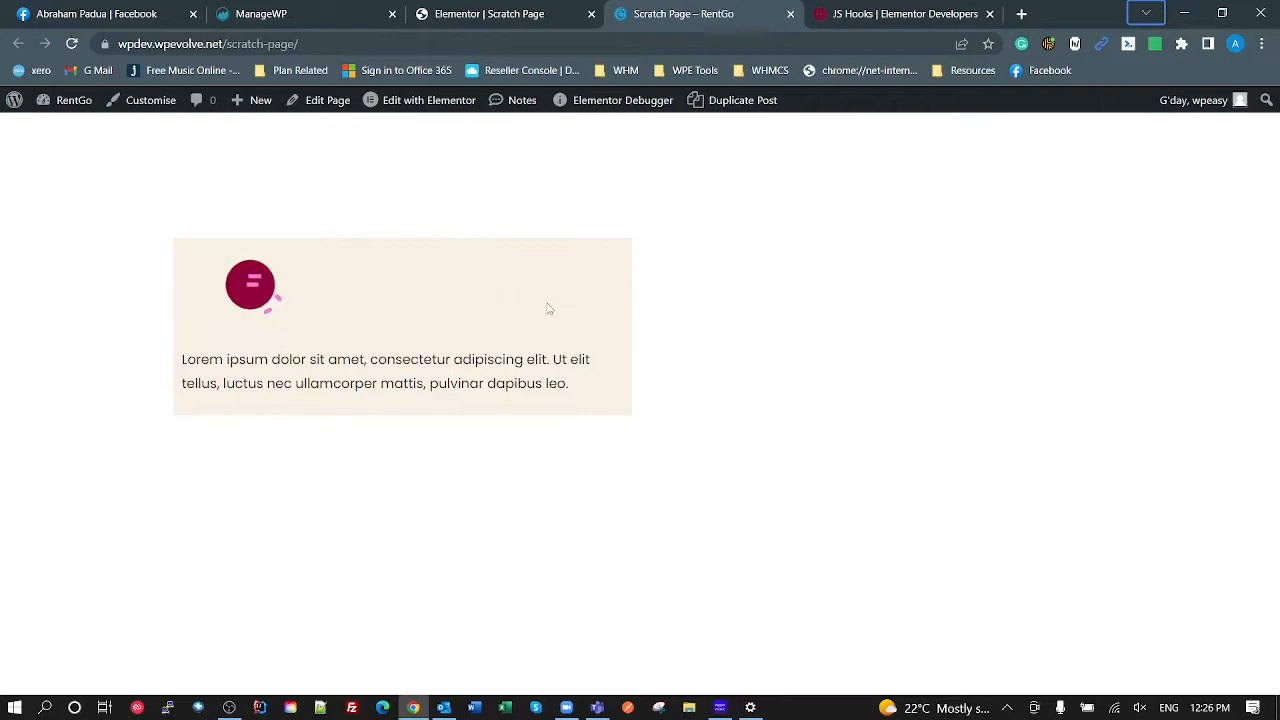 Abraham Padua | Facebook
ManageWP
Elementor | Scratch Page
Scratch Page – RentGo
JS Hooks | Elementor Developers
wpdev.wpevolve.net/scratch-page/
A
xero
G Mail
Free Music Online -...
Plan Related
Sign in to Office 365
Reseller Console | D...
WHM
WPE Tools
WHMCS
chrome://net-intern...
Resources
Facebook
RentGo
Customise
0
New
Edit Page
Edit with Elementor
Notes
Elementor Debugger
Duplicate Post
G'day, wpeasy
Lorem ipsum dolor sit amet, consectetur adipiscing elit. Ut elit
tellus, luctus nec ullamcorper mattis, pulvinar dapibus leo.
22°C Mostly s...
ENG
12:26 PM